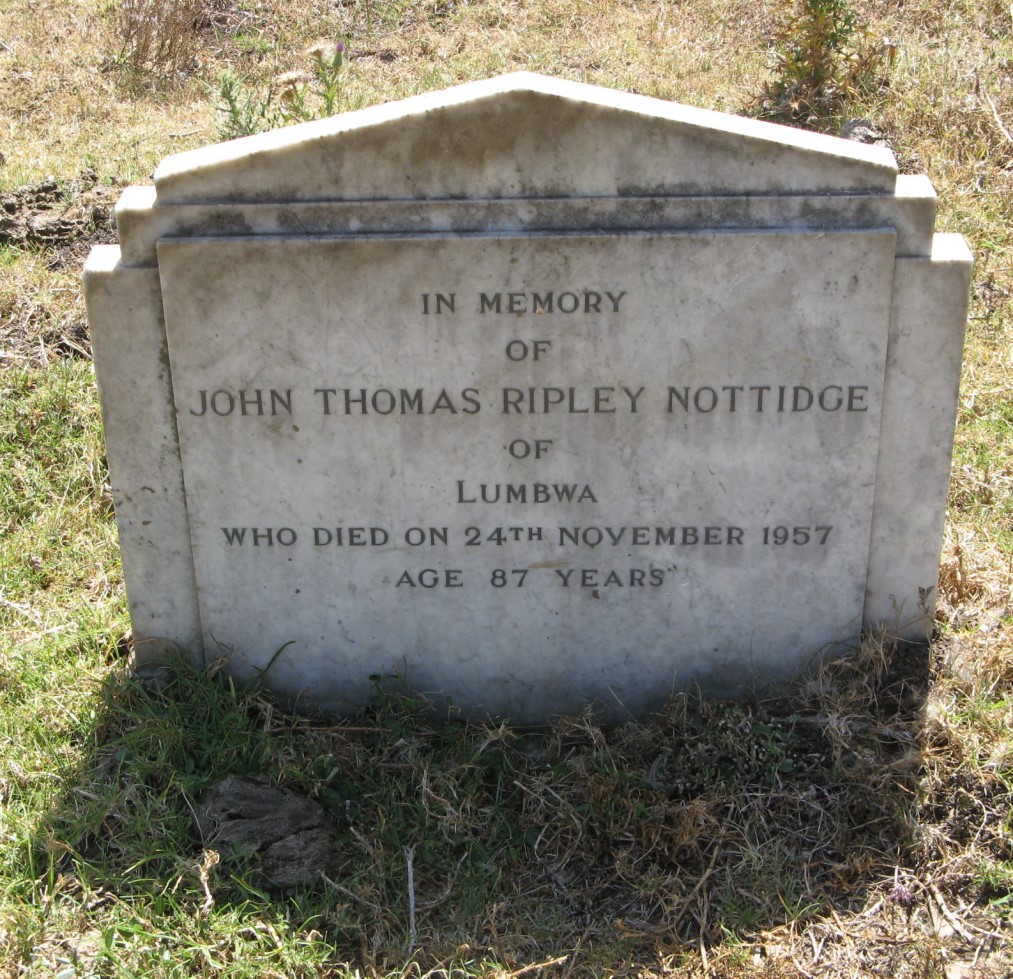 IN MEMORY
OF
JOHN THOMAS RIPLEY NOTTIDGE
OF
LUMBWA
WHO DIED ON 24TH NOVEMBER 1957
AGE 87 YEARS